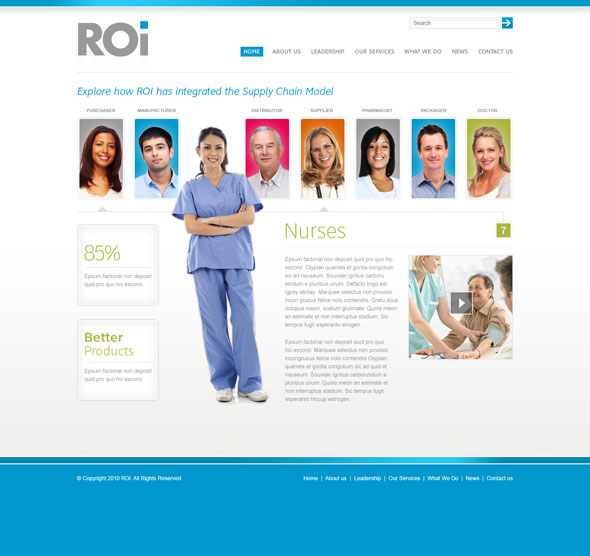 ROi
Search
HOME ABOUT US LEADERSHIP OUR SERVICES WHAT WE DO NEWS CONTACT US
Explore how ROI has integrated the Supply Chain Model
PURCHASER MANUFACTURER DISTRIBUTOR SUPPLIER PHARMACIST PACKAGER DOCTOR
85%
Epsum factorial non deposit
quid pro quo hic escorol.
Better
Products
Epsum factorial non deposit
quid pro quo hic escorol.
Nurses
7
Epsum factorial non deposit quid pro quo
hic escorol. Olypian quarrels et gorilla congolium
sic ad nauseam. Souvlaki ignitus carborundum
etrdnum e pluribus unum. Defacto lingo est
igpay atinlay. Marquee selectus non provisio
incon gruous feline nolo contendre. Gratuitous
octopus niacin, sodium glutimate. Quote meon
an estimate et non interruptus stadium. Sic
tempus fugit esperanto strogen.
Epsum factorial non deposit quid pro quo
hic escorol. Marquee selectus non provisio
incongruous feline nolo contendre Olypian
quarrels et gorilla congolium sic ad quid el
nauseam. Souvlaki ignitus carborundum e
pluribus unum. Quote meon an estimate et
non interruptus stadium. Sic tempus fugit
esperanto hiccup estrogen.
© Copyright 2010 ROi. All Rights Reserved.
Home | About us | Leadership | Our Services | What We Do | News | Contact us